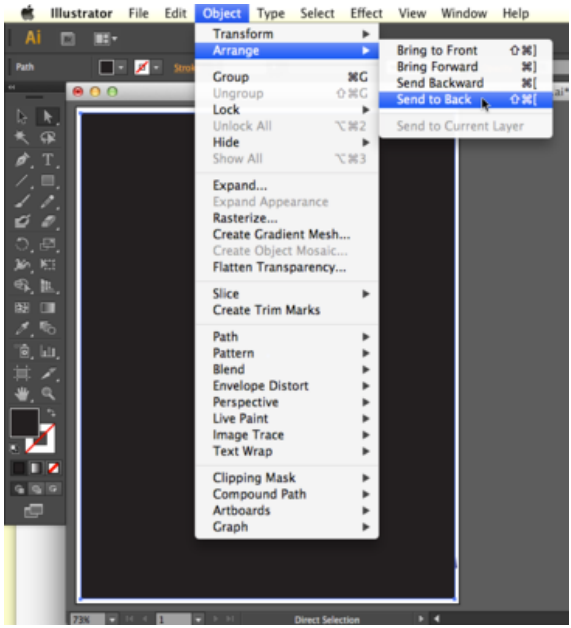 Illustrator File Edit Object Type Select Effect View Window Help
Ai
Path
Transform
Arrange
Bring to Front ⇧⌘]
Bring Forward ⌘]
Send Backward ⌘[
Send to Back ⇧⌘[
Send to Current Layer
Group ⌘G
Ungroup ⇧⌘G
Lock
Unlock All ⌥⌘2
Hide
Show All ⌥⌘3
Expand...
Expand Appearance
Rasterize...
Create Gradient Mesh...
Create Object Mosaic...
Flatten Transparency...
Slice
Create Trim Marks
Path
Pattern
Blend
Envelope Distort
Perspective
Live Paint
Image Trace
Text Wrap
Clipping Mask
Compound Path
Artboards
Graph
73% 1 Direct Selection